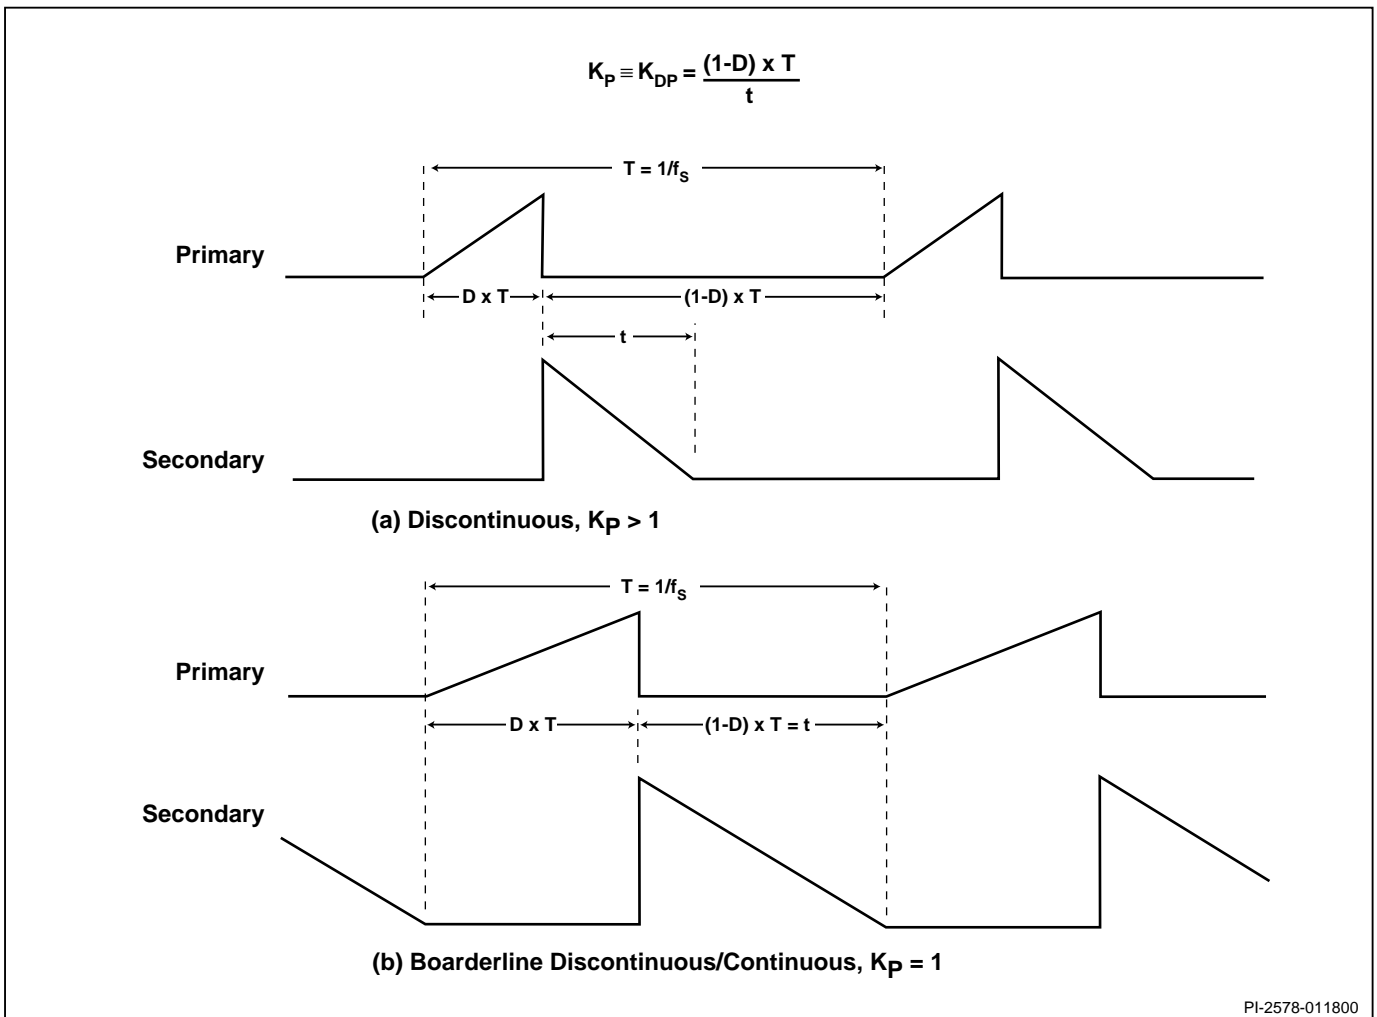 K_P ≡ K_DP = (1-D) x T
t
T = 1/f_S
Primary
D x T
(1-D) x T
t
Secondary
(a) Discontinuous, K_P > 1
T = 1/f_S
Primary
D x T
(1-D) x T = t
Secondary
(b) Boarderline Discontinuous/Continuous, K_P = 1
PI-2578-011800